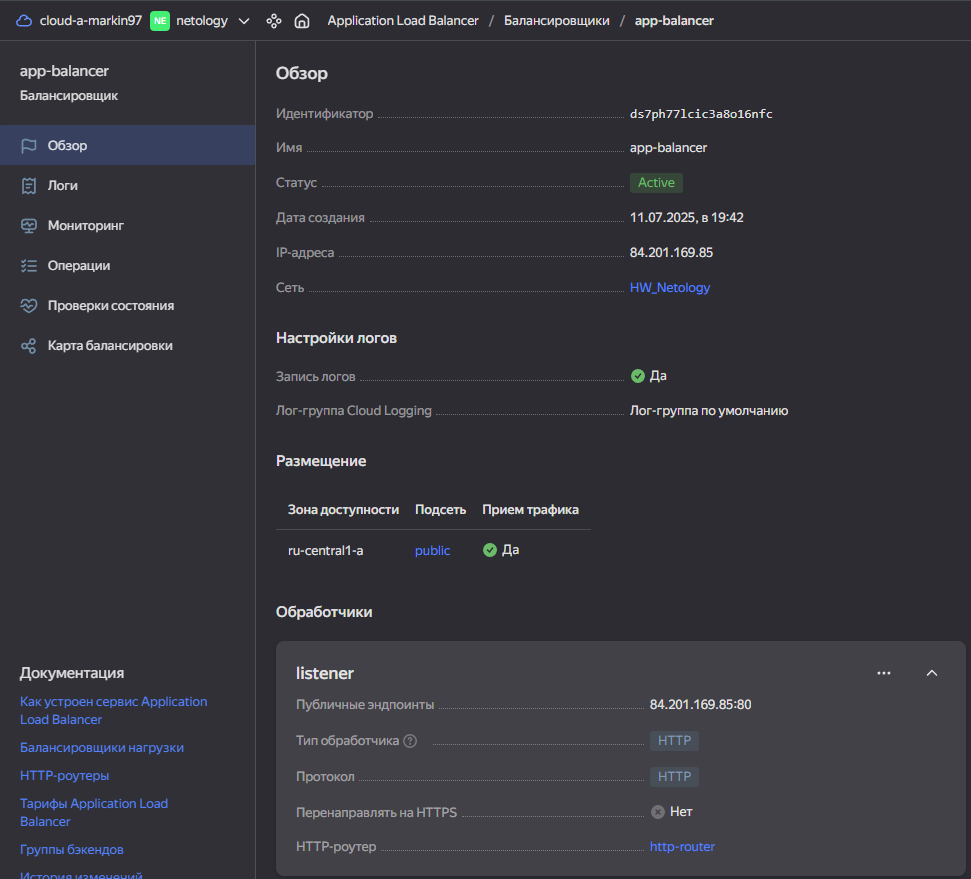 cloud-a-markin97 NE netology Application Load Balancer / Балансировщики / app-balancer
app-balancer
Балансировщик
Обзор
Логи
Мониторинг
Операции
Проверки состояния
Карта балансировки
Документация
Как устроен сервис Application
Load Balancer
Балансировщики нагрузки
HTTP-роутеры
Тарифы Application Load
Balancer
Группы бэкендов
История изменений
Обзор
Идентификатор ds7ph77lcic3a8o16nfc
Имя app-balancer
Статус Active
Дата создания 11.07.2025, в 19:42
IP-адреса 84.201.169.85
Сеть HW_Netology
Настройки логов
Запись логов Да
Лог-группа Cloud Logging Лог-группа по умолчанию
Размещение
Зона доступности Подсеть Прием трафика
ru-central1-a public Да
Обработчики
listener
Публичные эндпоинты 84.201.169.85:80
Тип обработчика HTTP
Протокол HTTP
Перенаправлять на HTTPS Нет
HTTP-роутер http-router